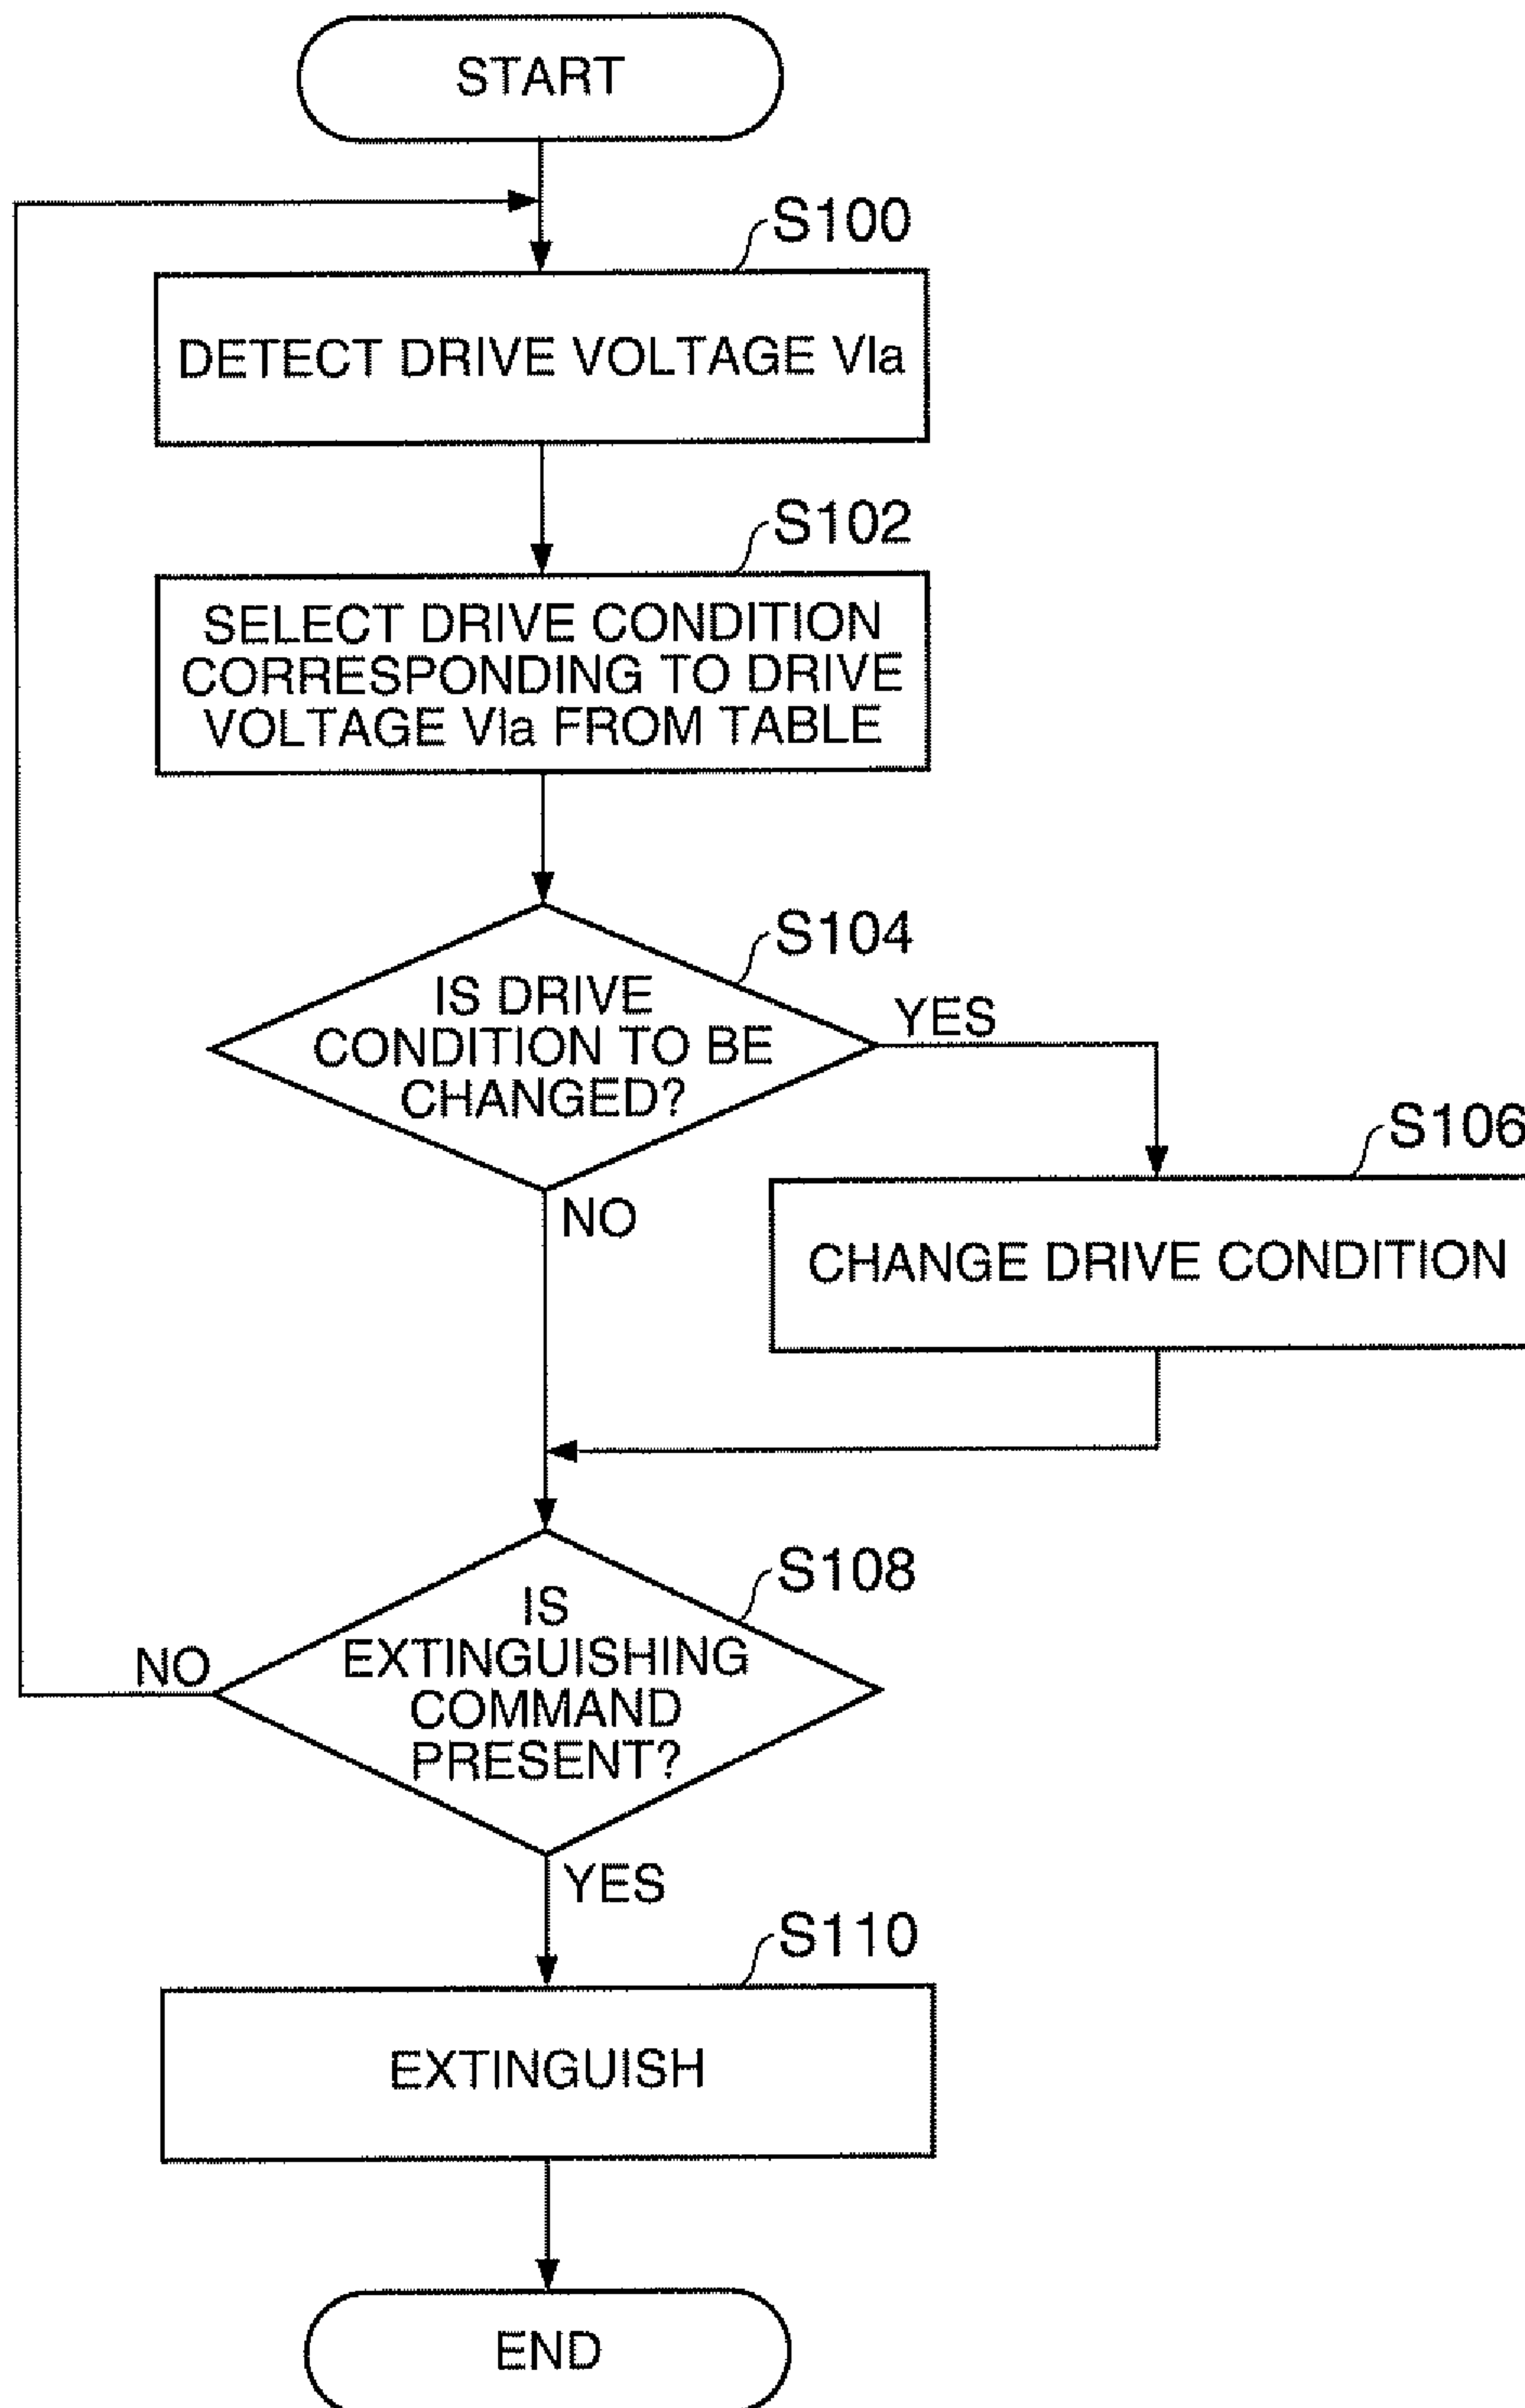 START
S100
DETECT DRIVE VOLTAGE Vla
S102
SELECT DRIVE CONDITION
CORRESPONDING TO DRIVE
VOLTAGE Vla FROM TABLE
S104
IS DRIVE
CONDITION TO BE
CHANGED?
YES
NO
S106
CHANGE DRIVE CONDITION
S108
IS
EXTINGUISHING
COMMAND
PRESENT?
NO
YES
S110
EXTINGUISH
END